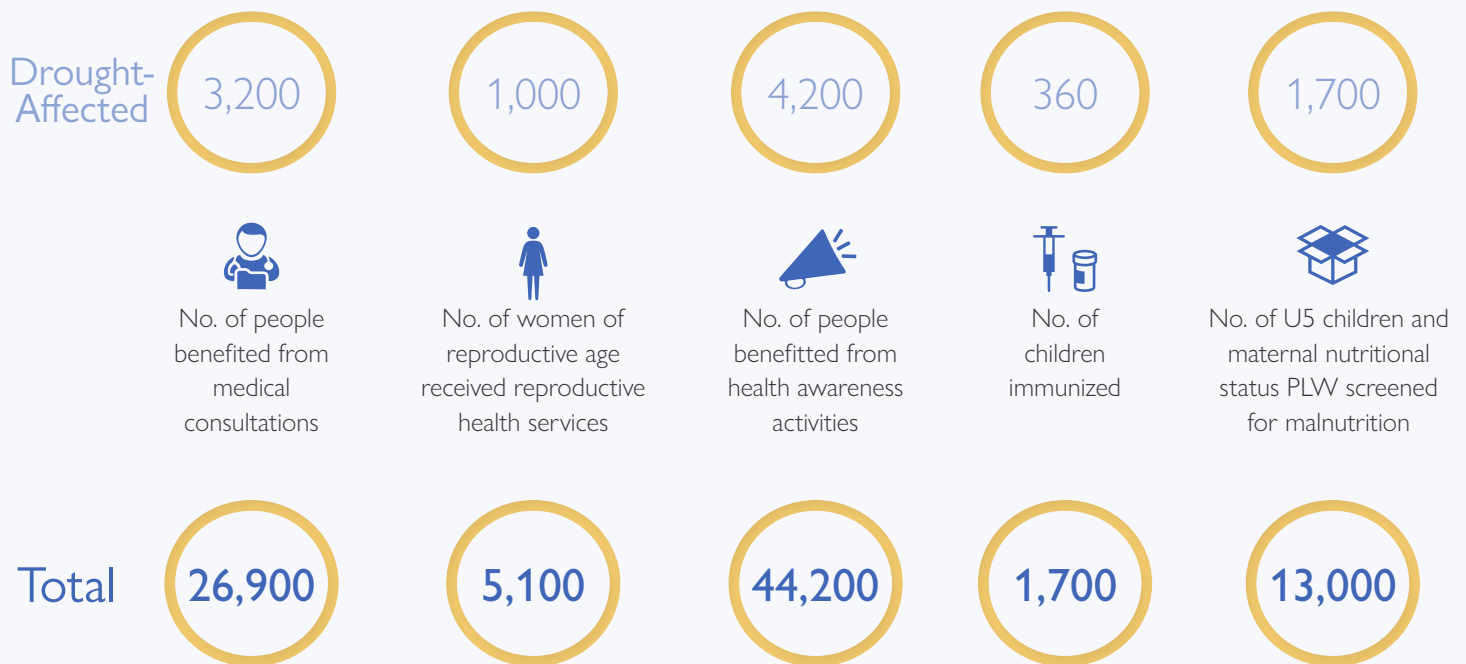 Drought-
Affected
3,200
1,000
4,200
360
1,700
No. of people
benefited from
medical
consultations
No. of women of
reproductive age
received reproductive
health services
No. of people
benefitted from
health awareness
activities
No. of
children
immunized
No. of U5 children and
maternal nutritional
status PLW screened
for malnutrition
Total
26,900
5,100
44,200
1,700
13,000